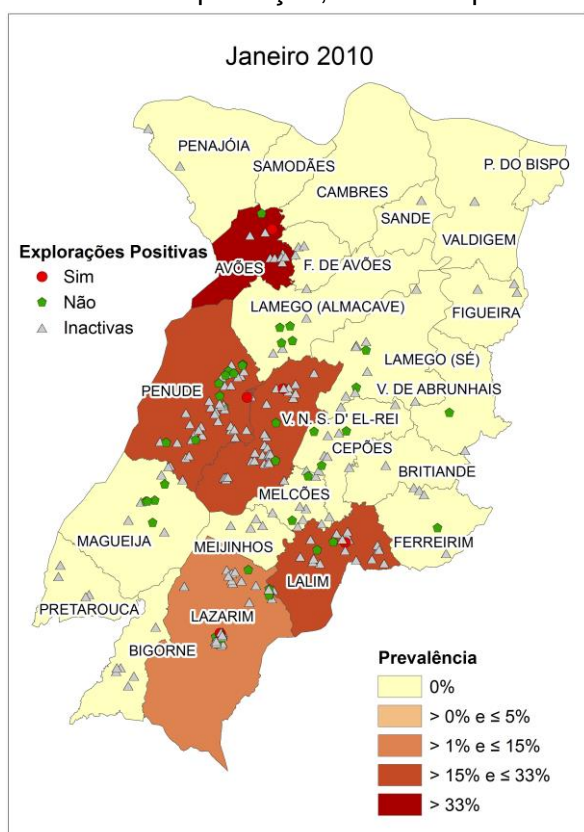 Janeiro 2010
PENAJÓIA
SAMODÃES
P. DO BISPO
CAMBRES
SANDE
VALDIGEM
Explorações Positivas
Sim
Não
Inactivas
AVÕES
F. DE AVÕES
FIGUEIRA
LAMEGO (ALMACAVE)
LAMEGO (SÉ)
PENUDE
V. DE ABRUNHAIS
V. N. S. D' EL-REI
CEPÕES
BRITIANDE
MELCÕES
MAGUEIJA
MEIJINHOS
FERREIRIM
LALIM
PRETAROUCA
LAZARIM
BIGORNE
Prevalência
0%
> 0% e ≤ 5%
> 1% e ≤ 15%
> 15% e ≤ 33%
> 33%